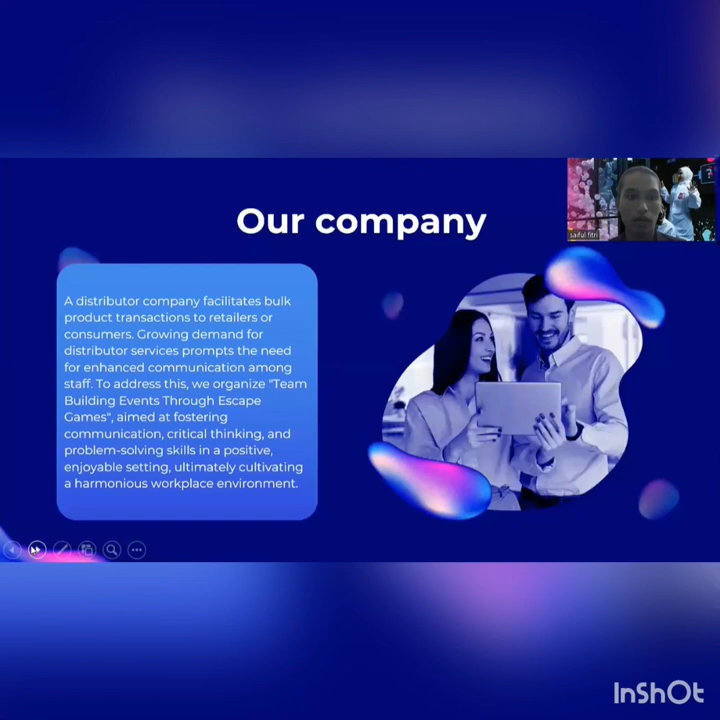 Our company
saiful fitri
A distributor company facilitates bulk
product transactions to retailers or
consumers. Growing demand for
distributor services prompts the need
for enhanced communication among
staff. To address this, we organize "Team
Building Events Through Escape
Games", aimed at fostering
communication, critical thinking, and
problem-solving skills in a positive,
enjoyable setting, ultimately cultivating
a harmonious workplace environment.
InShOt